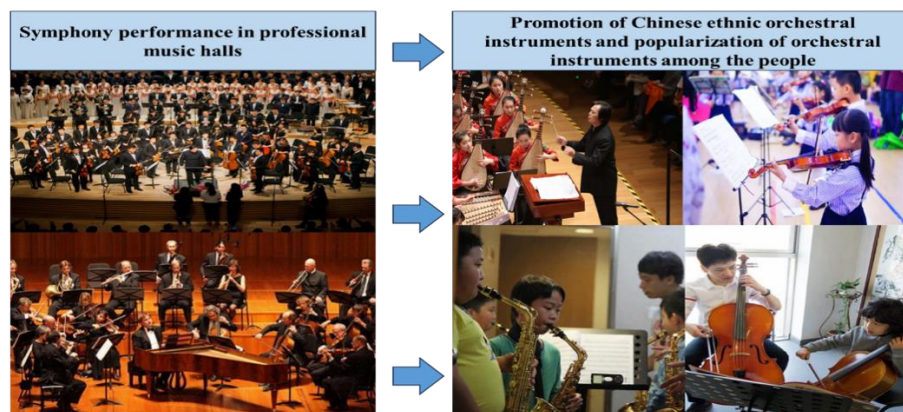 Symphony performance in professional
music halls
Promotion of Chinese ethnic orchestral
instruments and popularization of orchestral
instruments among the people